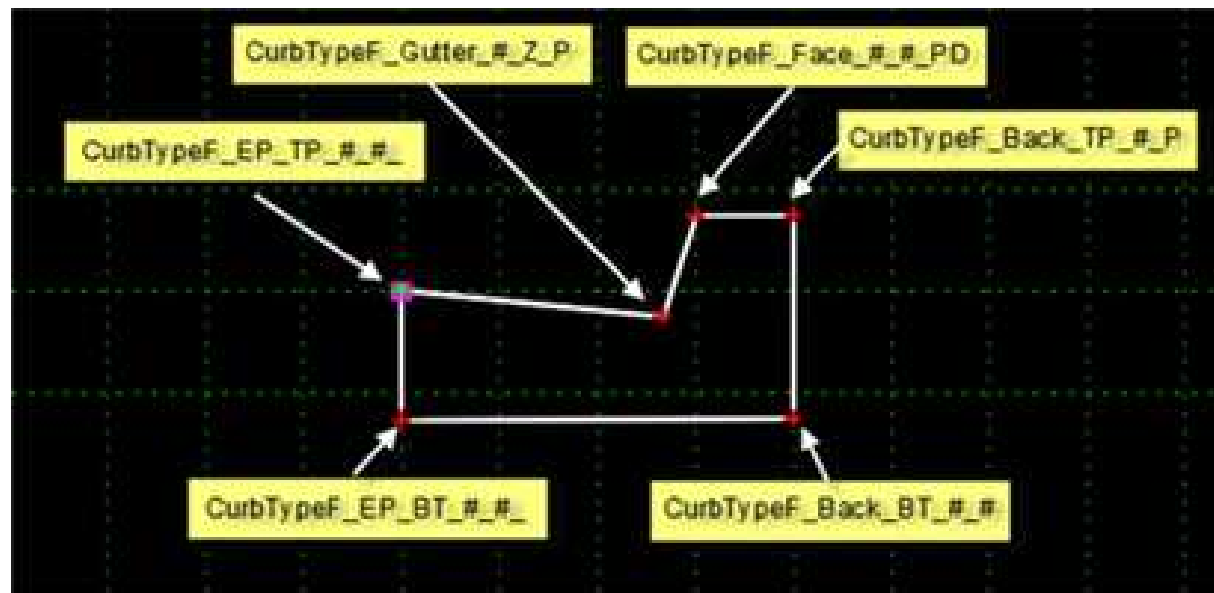 CurbTypeF_Gutter_#_Z_P
CurbTypeF_Face_#_#_PD
CurbTypeF_EP_TP_#_#_
CurbTypeF_Back_TP_#_P
CurbTypeF_EP_BT_#_#_
CurbTypeF_Back_BT_#_#